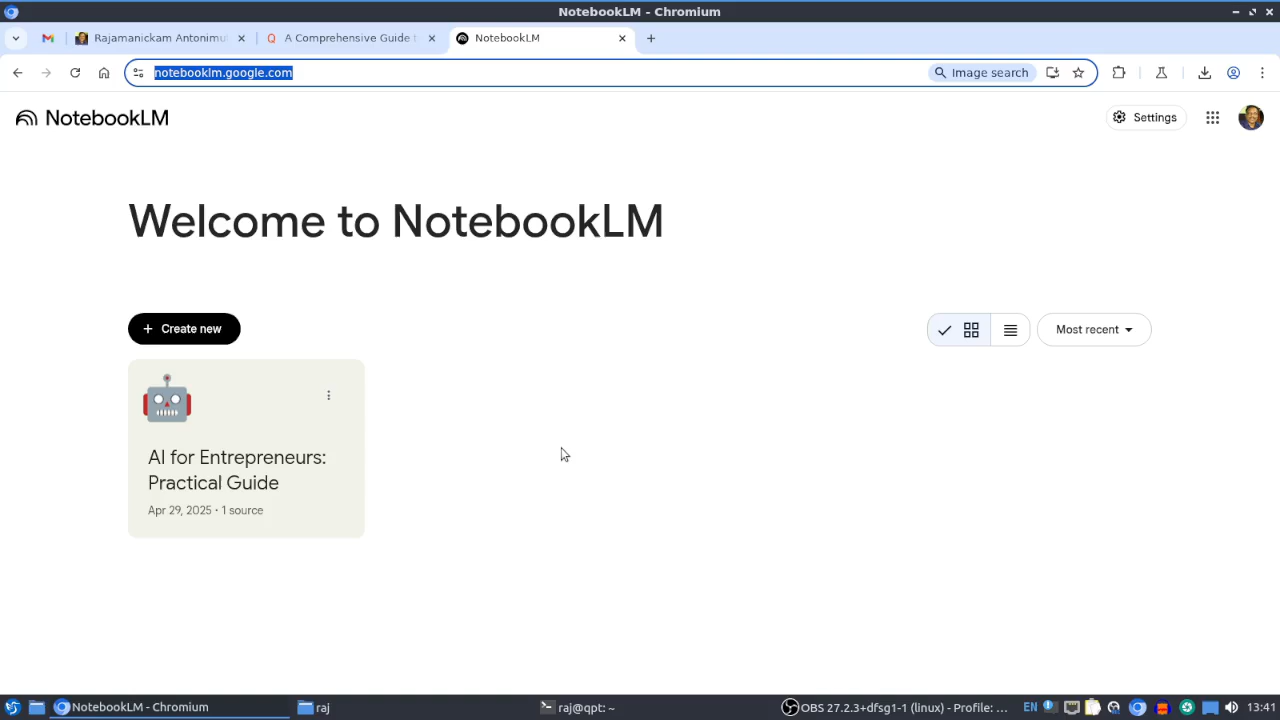 NotebookLM - Chromium
Rajamanickam Antonimut
A Comprehensive Guide t
NotebookLM
notebooklm.google.com
Image search
NotebookLM
Settings
Welcome to NotebookLM
+ Create new
Most recent
AI for Entrepreneurs:
Practical Guide
Apr 29, 2025 • 1 source
NotebookLM - Chromium
raj
raj@qpt: ~
OBS 27.2.3+dfsg1-1 (linux) - Profile: ...
EN
13:41